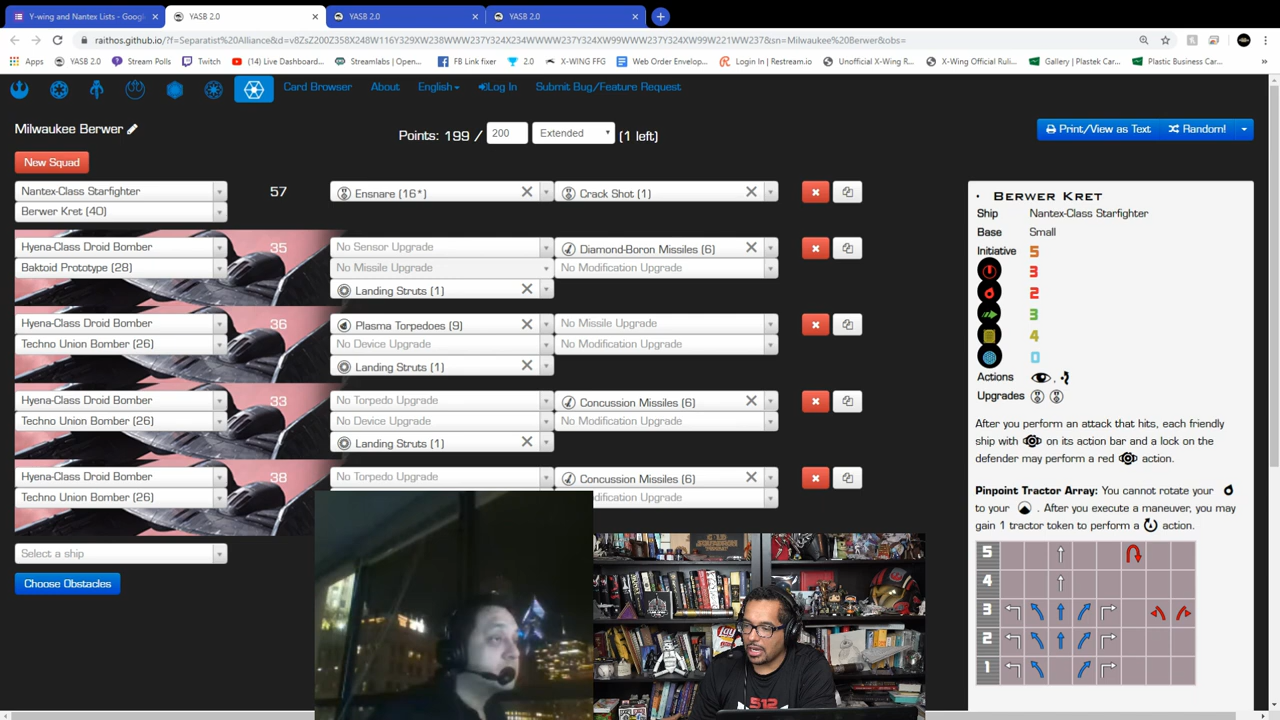 Y-wing and Nantex Lists - Googl
YASB 2.0
YASB 2.0
YASB 2.0
raithos.github.io/?f=Separatist%20Alliance&d=v8ZsZ200Z358X248W116Y329XW238WWW237Y324X234WWWW237Y324XW99WWW237Y324XW99W221WW237&sn=Milwaukee%20Berwer&obs=
Apps
YASB 2.0
Stream Polls
Twitch
(14) Live Dashboard...
Streamlabs | Open...
FB Link fixer
2.0
X-WING FFG
Web Order Envelop...
Login In | Restream.io
Unofficial X-Wing R...
X-Wing Official Ruli...
Gallery | Plastek Car...
Plastic Business Car...
Card Browser
About
English
Log In
Submit Bug/Feature Request
Milwaukee Berwer
Points: 199 / 200 Extended (1 left)
Print/View as Text
Random!
New Squad
Nantex-Class Starfighter
57
Ensnare (16*)
Crack Shot (1)
Berwer Kret (40)
Hyena-Class Droid Bomber
35
No Sensor Upgrade
Diamond-Boron Missiles (6)
Baktoid Prototype (28)
No Missile Upgrade
No Modification Upgrade
Landing Struts (1)
Hyena-Class Droid Bomber
36
Plasma Torpedoes (9)
No Missile Upgrade
Techno Union Bomber (26)
No Device Upgrade
No Modification Upgrade
Landing Struts (1)
Hyena-Class Droid Bomber
33
No Torpedo Upgrade
Concussion Missiles (6)
Techno Union Bomber (26)
No Device Upgrade
No Modification Upgrade
Landing Struts (1)
Hyena-Class Droid Bomber
38
No Torpedo Upgrade
Concussion Missiles (6)
Techno Union Bomber (26)
Modification Upgrade
Select a ship
Choose Obstacles
Berwer Kret
Ship Nantex-Class Starfighter
Base Small
Initiative 5
3
2
3
4
0
Actions ,
Upgrades
After you perform an attack that hits, each friendly
ship with on its action bar and a lock on the
defender may perform a red action.
Pinpoint Tractor Array: You cannot rotate your
to your . After you execute a maneuver, you may
gain 1 tractor token to perform a action.
5
4
3
2
1
512